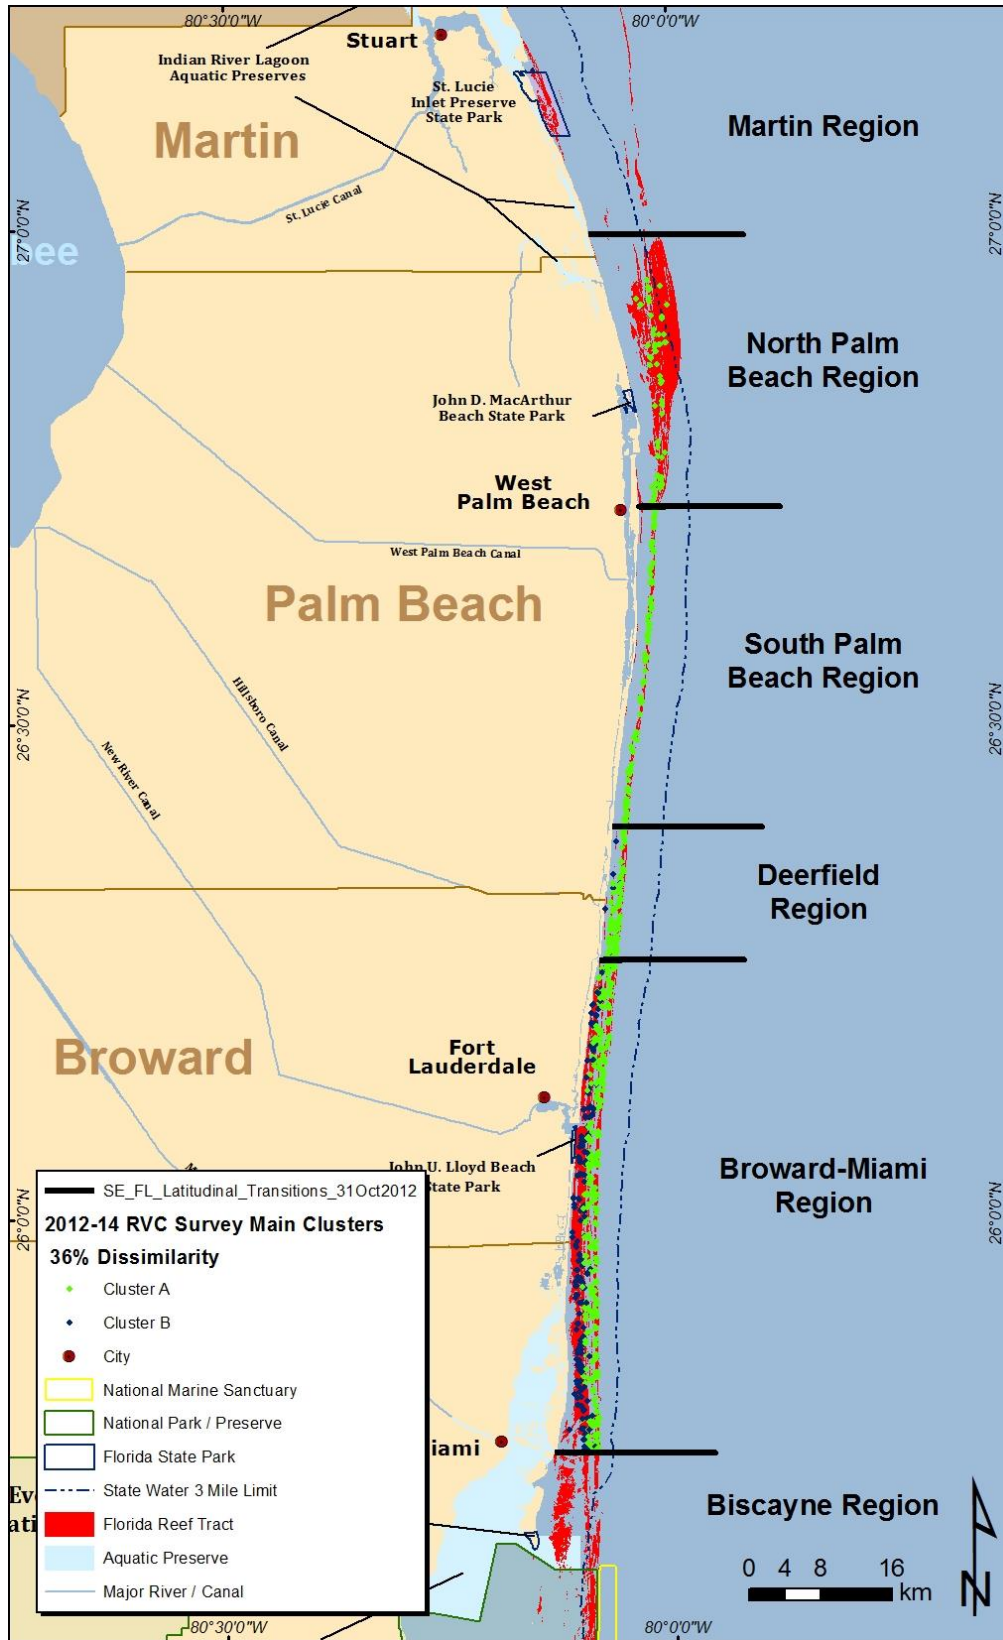 80°30'0"W
80°0'0"W
Stuart
Indian River Lagoon
Aquatic Preserves
St. Lucie
Inlet Preserve
State Park
Martin Region
Martin
St. Lucie Canal
27°0'0"N
27°0'0"N
bee
North Palm
Beach Region
John D. MacArthur
Beach State Park
West
Palm Beach
West Palm Beach Canal
Palm Beach
South Palm
Beach Region
Hillsboro Canal
New River Canal
26°30'0"N
26°30'0"N
Deerfield
Region
Broward
Fort
Lauderdale
John U. Lloyd Beach
State Park
Broward-Miami
Region
26°0'0"N
26°0'0"N
SE_FL_Latitudinal_Transitions_31Oct2012
2012-14 RVC Survey Main Clusters
36% Dissimilarity
Cluster A
Cluster B
City
National Marine Sanctuary
National Park / Preserve
Florida State Park
State Water 3 Mile Limit
Florida Reef Tract
Aquatic Preserve
Major River / Canal
iami
Ev
ati
Biscayne Region
0 4 8 16
km
N
80°30'0"W
80°0'0"W